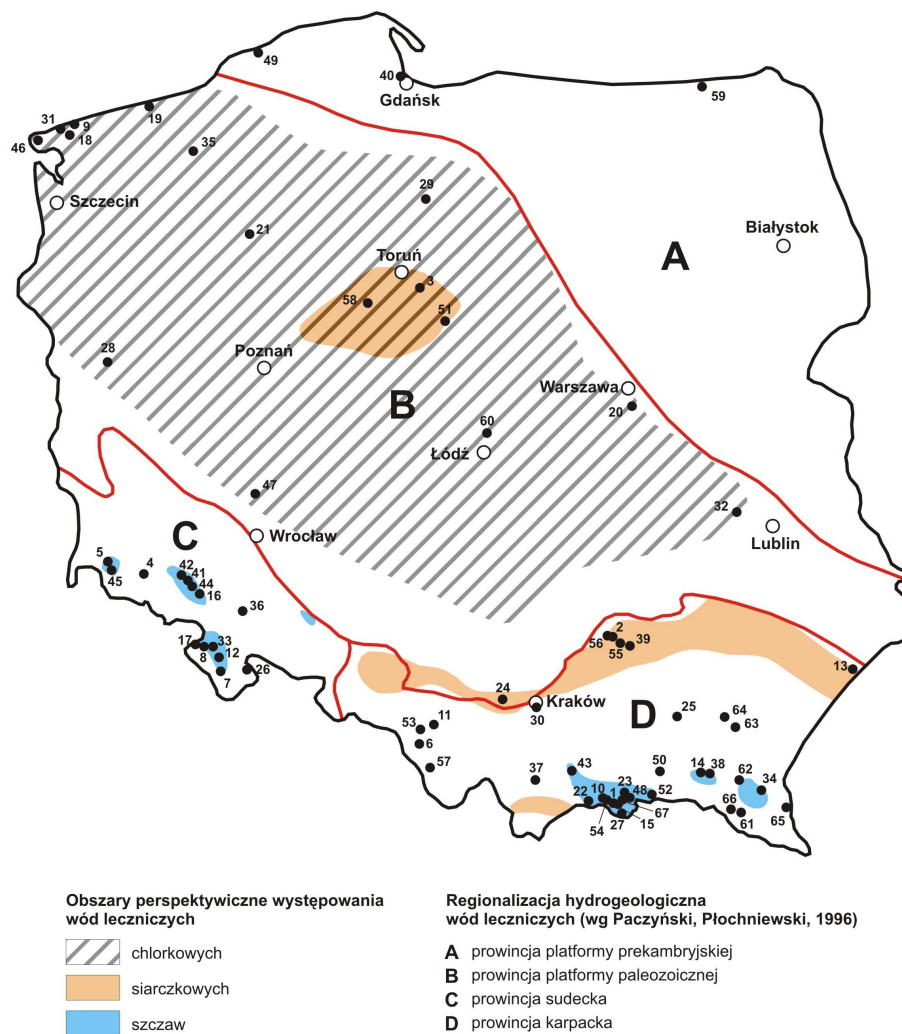 49
40
Gdańsk
59
31
9
19
46
18
35
Szczecin
29
21
Białystok
Toruń
A
3
58
51
28
Poznań
Warszawa
B
20
60
Łódź
47
32
C
Wrocław
Lublin
5
4
42
41
45
44
16
36
2
56
39
55
17
33
8
12
13
7
26
24
Kraków
D
30
11
25
64
53
63
6
57
37
43
50
14
38
62
23
34
10
1
48
52
22
66
65
54
27
15
67
61
Obszary perspektywiczne występowania
wód leczniczych
chlorkowych
siarczkowych
szczaw
Regionalizacja hydrogeologiczna
wód leczniczych (wg Paczyński, Płochniewski, 1996)
A prowincja platformy prekambryjskiej
B prowincja platformy paleozoicznej
C prowincja sudecka
D prowincja karpacka